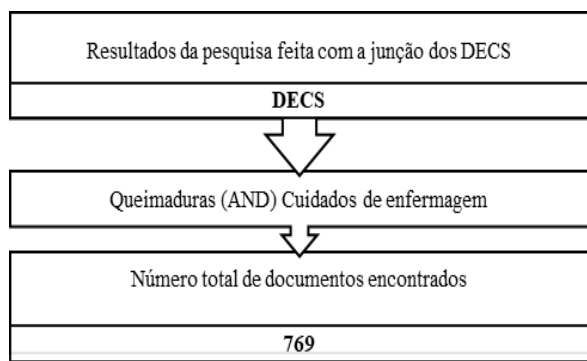 Resultados da pesquisa feita com a junção dos DECS
DECS
Queimaduras (AND) Cuidados de enfermagem
Número total de documentos encontrados
769